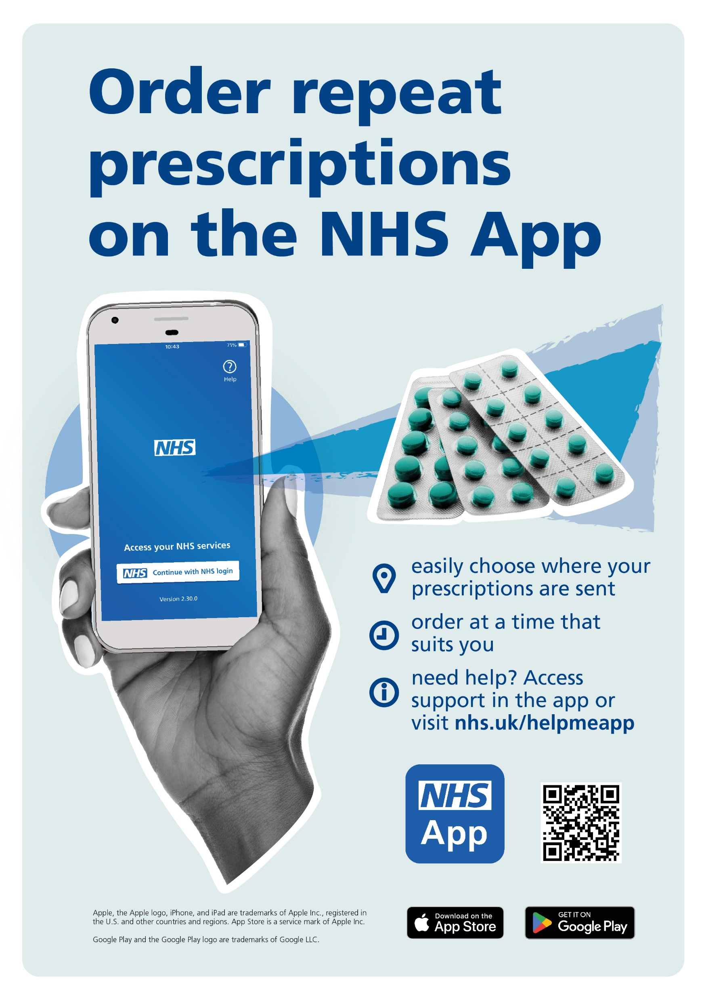 Order repeat
prescriptions
on the NHS App
10:43
71%
?
Help
NHS
Access your NHS services
NHS Continue with NHS login
Version 2.30.0
easily choose where your
prescriptions are sent
order at a time that
suits you
i
need help? Access
support in the app or
visit nhs.uk/helpmeapp
NHS
App
Apple, the Apple logo, iPhone, and iPad are trademarks of Apple Inc., registered in
the U.S. and other countries and regions. App Store is a service mark of Apple Inc.
Google Play and the Google Play logo are trademarks of Google LLC.
Download on the
App Store
GET IT ON
Google Play